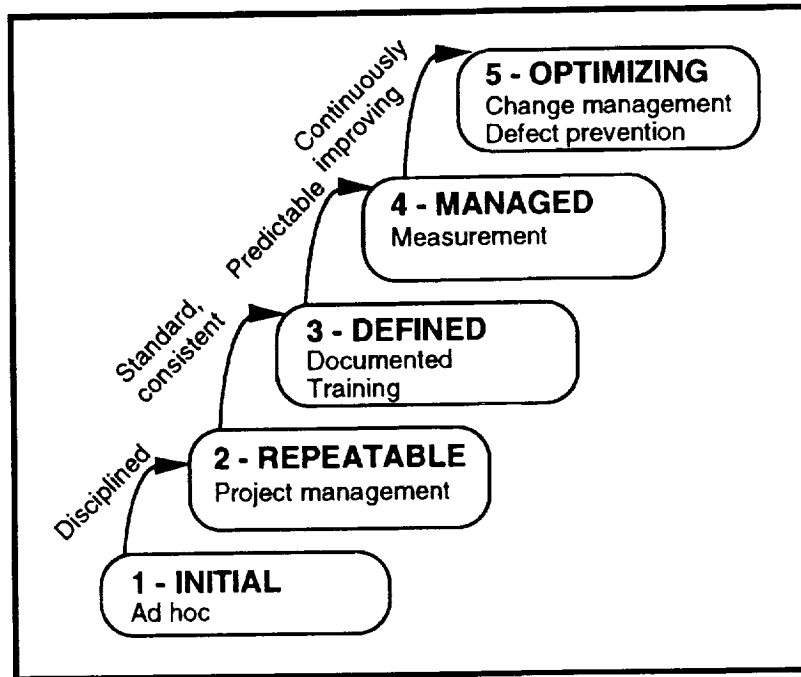 Continuously
improving
5 - OPTIMIZING
Change management
Defect prevention
Predictable
4 - MANAGED
Measurement
Standard,
consistent
3 - DEFINED
Documented
Training
Disciplined
2 - REPEATABLE
Project management
1 - INITIAL
Ad hoc